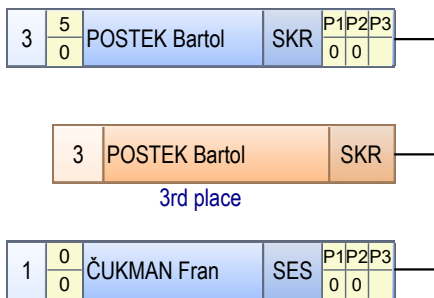 3 5 POSTEK Bartol SKR P1 P2 P3
0 0 0
3 POSTEK Bartol SKR
3rd place
1 0 ČUKMAN Fran SES P1 P2 P3
0 0 0